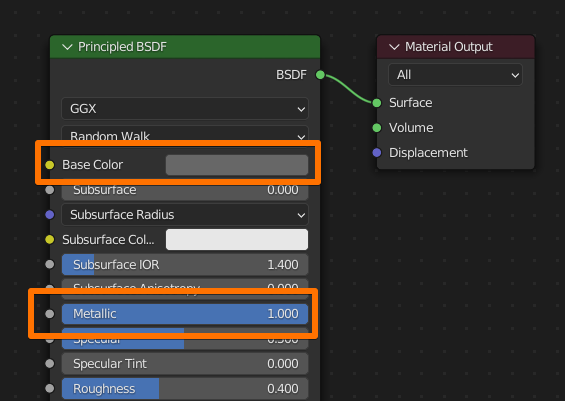 Principled BSDF
BSDF
GGX
Random Walk
Base Color
Subsurface 0.000
Subsurface Radius
Subsurface Col...
Subsurface IOR 1.400
Subsurface Anisotropy 0.000
Metallic 1.000
Specular 0.500
Specular Tint 0.000
Roughness 0.400
Material Output
All
Surface
Volume
Displacement